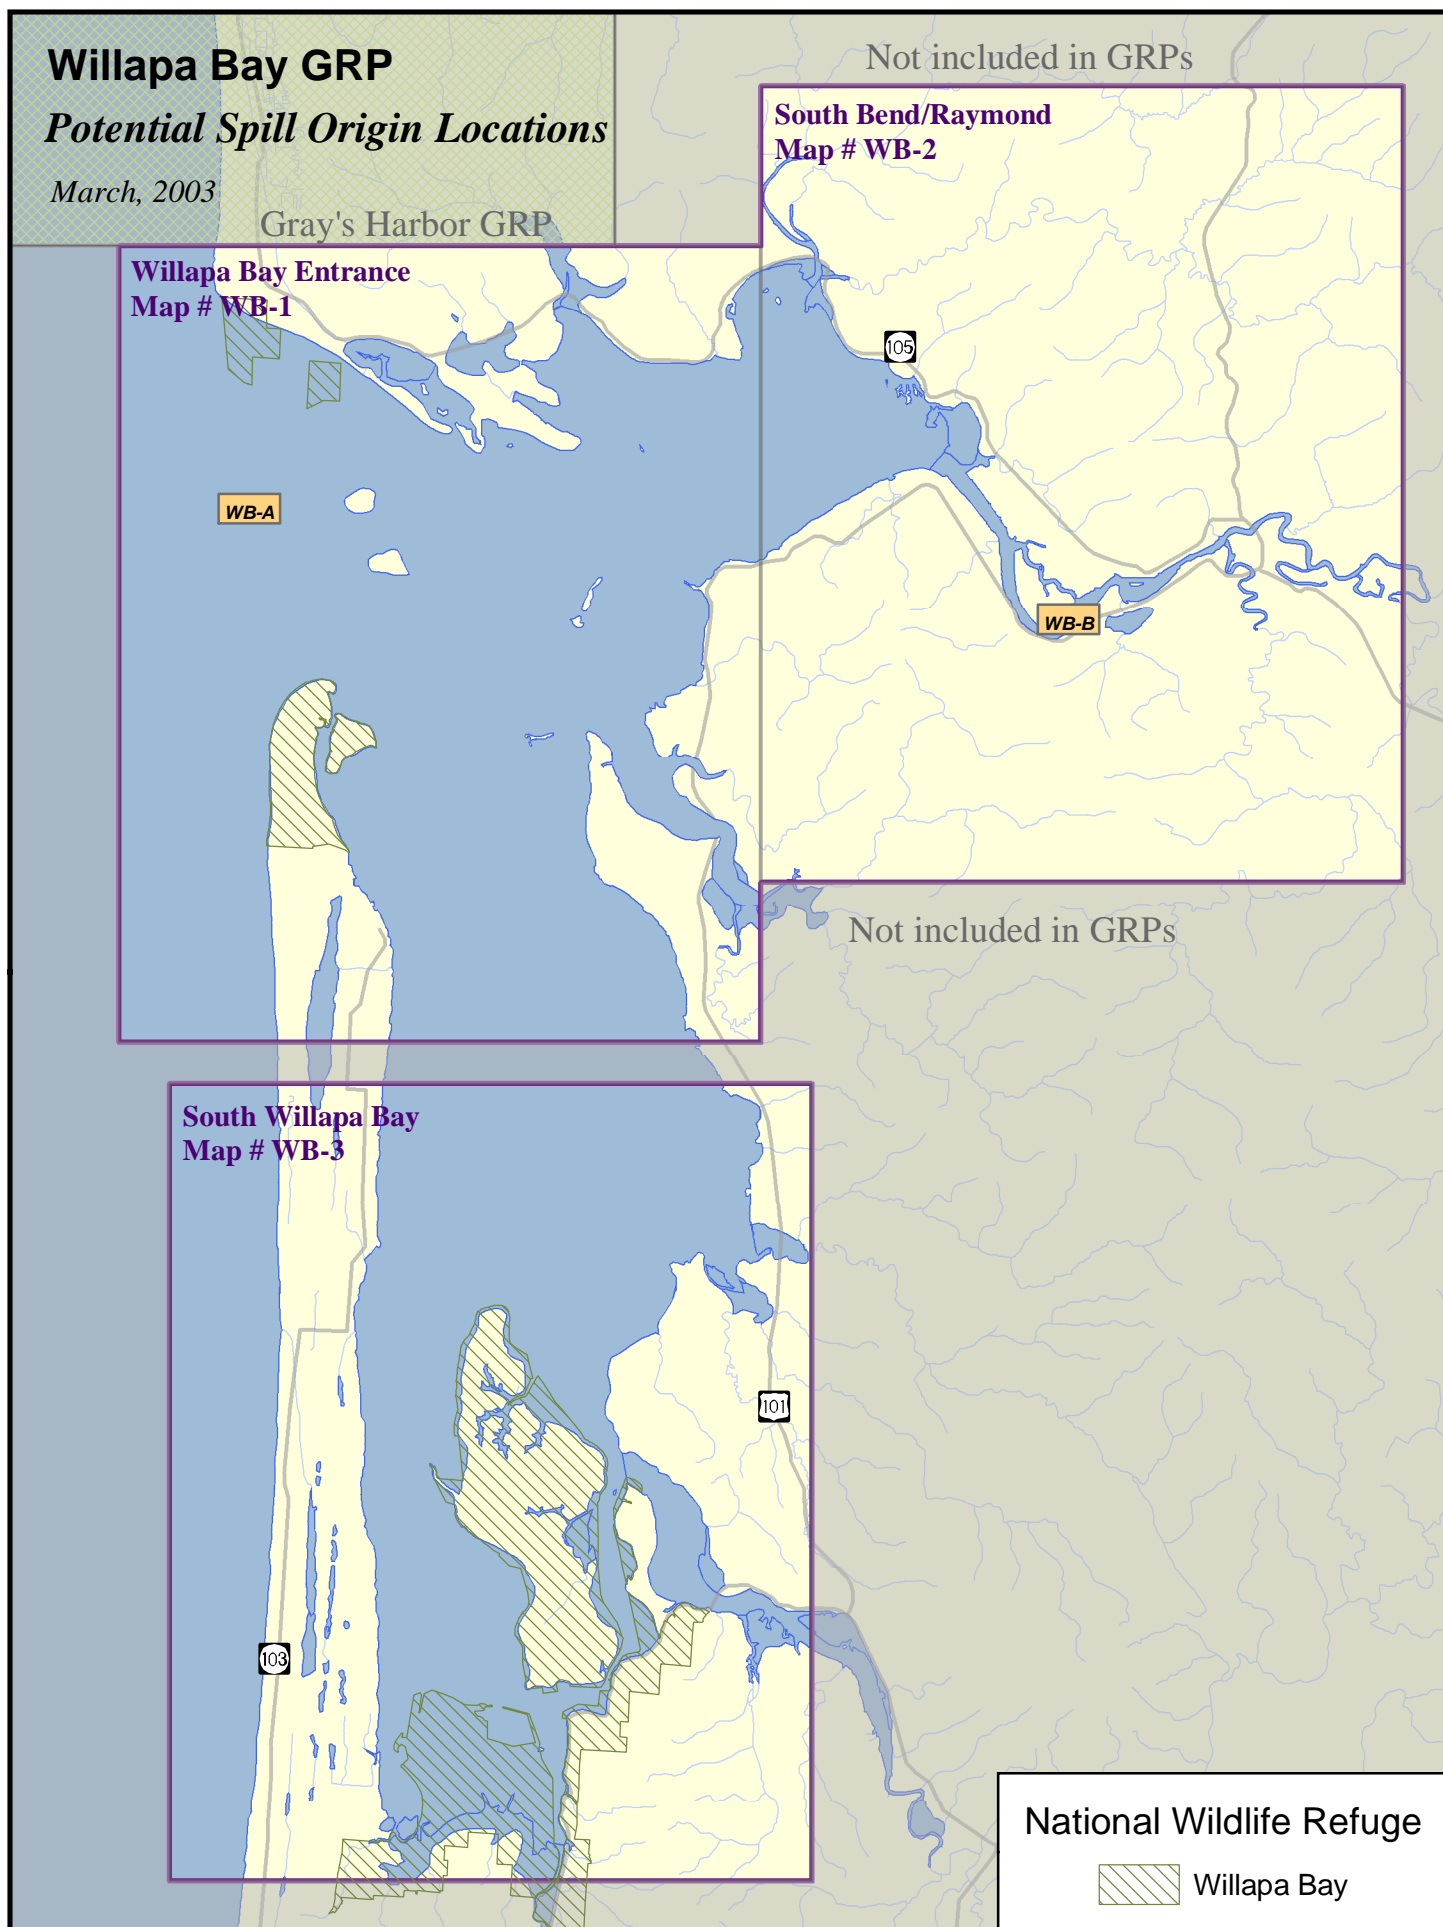 Willapa Bay GRP
Potential Spill Origin Locations
March, 2003
Gray's Harbor GRP
Not included in GRPs
South Bend/Raymond
Map # WB-2
Willapa Bay Entrance
Map # WB-1
105
WB-A
WB-B
Not included in GRPs
South Willapa Bay
Map # WB-3
101
103
National Wildlife Refuge
Willapa Bay